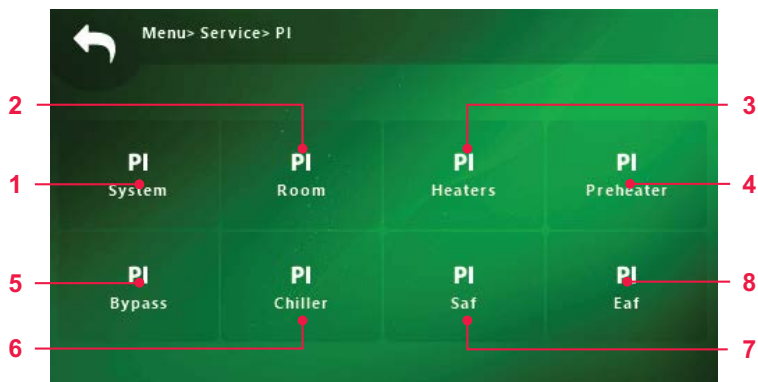 Menu> Service> PI
2
3
PI PI PI PI
1 System Room Heaters Preheater 4
PI PI PI PI
5 8
Bypass Chiller Saf Eaf
6
7